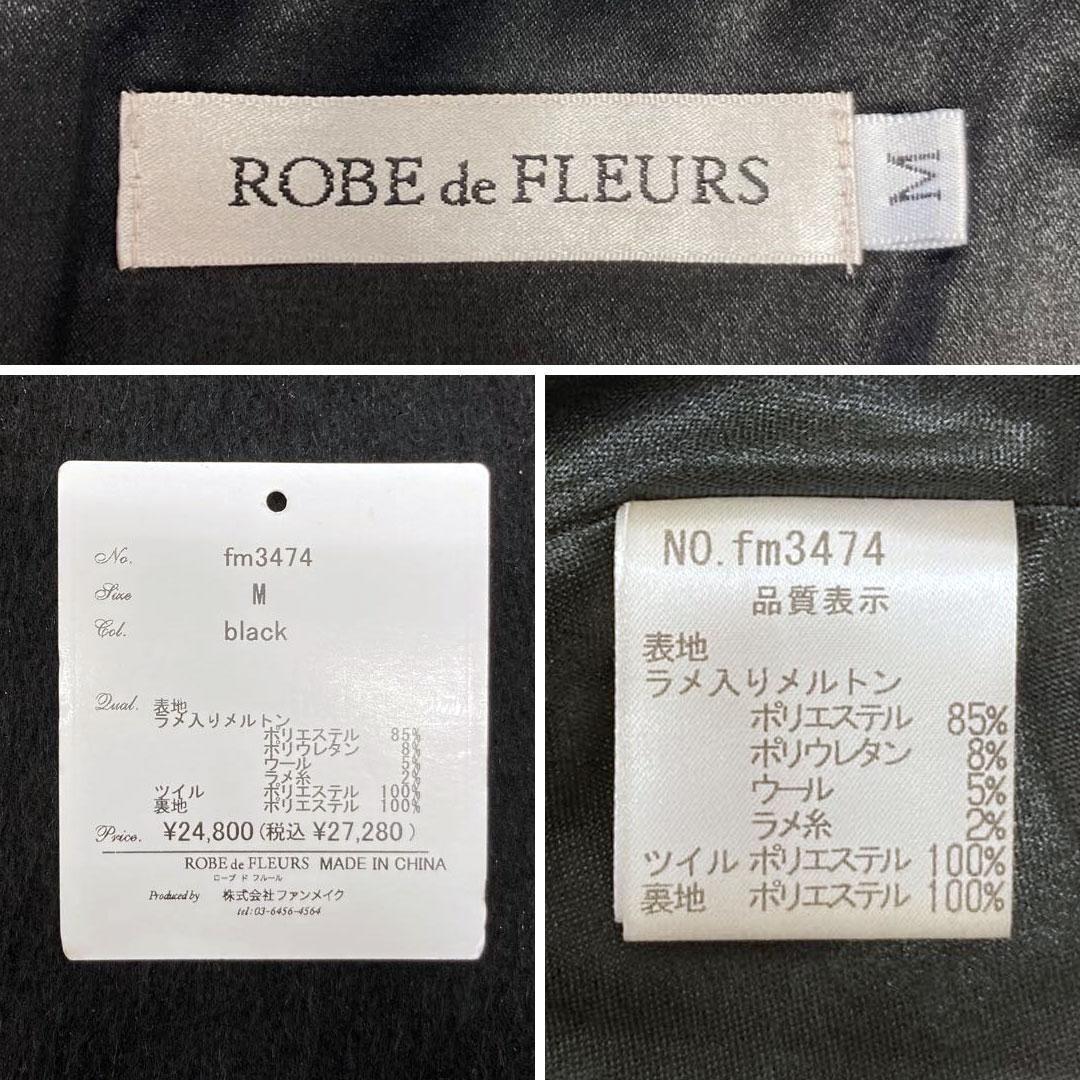 ROBE de FLEURS
M
No. fm3474
Size M
Col. black
Qual. 表地
ラメ入りメルトン
ポリエステル 85%
ポリウレタン 8%
ウール 5%
ラメ糸 2%
ツイル ポリエステル 100%
裏地 ポリエステル 100%
Price. ¥24,800(税込 ¥27,280)
ROBE de FLEURS MADE IN CHINA
ローブ ド フルール
Produced by 株式会社ファンメイク
tel:03-6456-4564
NO.fm3474
品質表示
表地
ラメ入りメルトン
ポリエステル 85%
ポリウレタン 8%
ウール 5%
ラメ糸 2%
ツイル ポリエステル 100%
裏地 ポリエステル 100%